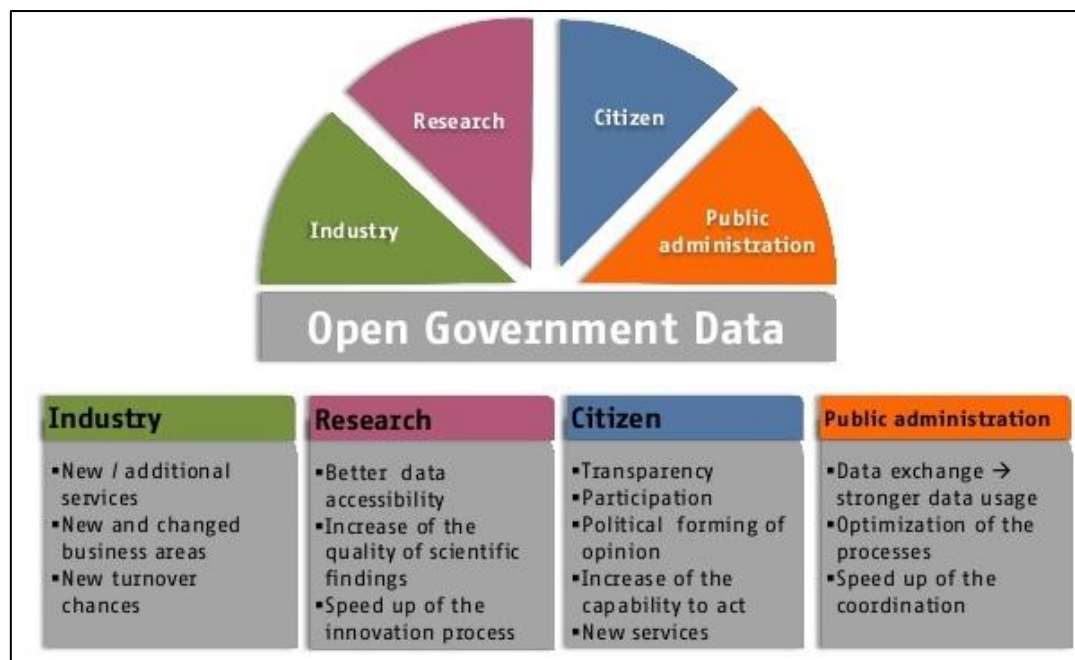 Research
Citizen
Industry
Public
administration
Open Government Data
Industry
▪New / additional
services
▪New and changed
business areas
▪New turnover
chances
Research
▪Better data
accessibility
▪Increase of the
quality of scientific
findings
▪Speed up of the
innovation process
Citizen
▪Transparency
▪Participation
▪Political forming of
opinion
▪Increase of the
capability to act
▪New services
Public administration
▪Data exchange →
stronger data usage
▪Optimization of the
processes
▪Speed up of the
coordination